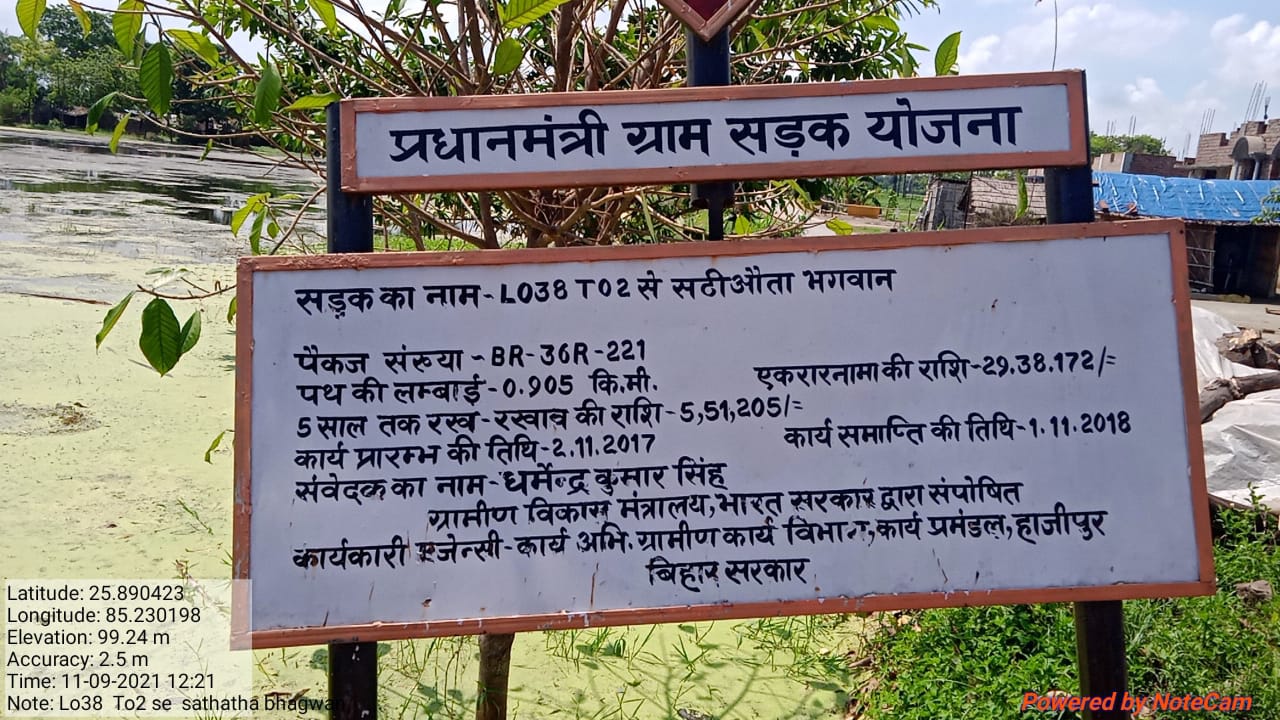 प्रधानमंत्री ग्राम सड़क योजना
सड़क का नाम-L038 T02 से सठीऔता भगवान
पैकज संख्या-BR-36R-221
पथ की लम्बाई-0.905 कि.मी.
एकरारनामा की राशि-29.38.172/=
5 साल तक रख-रखाव की राशि-5,51,205/=
कार्य प्रारम्भ की तिथि-2.11.2017
कार्य समाप्ति की तिथि-1.11.2018
संवेदक का नाम-धर्मेन्द्र कुमार सिंह
ग्रामीण विकास मंत्रालय,भारत सरकार द्वारा संपोषित
कार्यकारी एजेन्सी-कार्य अभि.ग्रामीण कार्य विभाग,कार्य प्रमंडल,हाजीपुर
बिहार सरकार
Latitude: 25.890423
Longitude: 85.230198
Elevation: 99.24 m
Accuracy: 2.5 m
Time: 11-09-2021 12:21
Note: Lo38 To2 se sathatha bhagwan
Powered by NoteCam